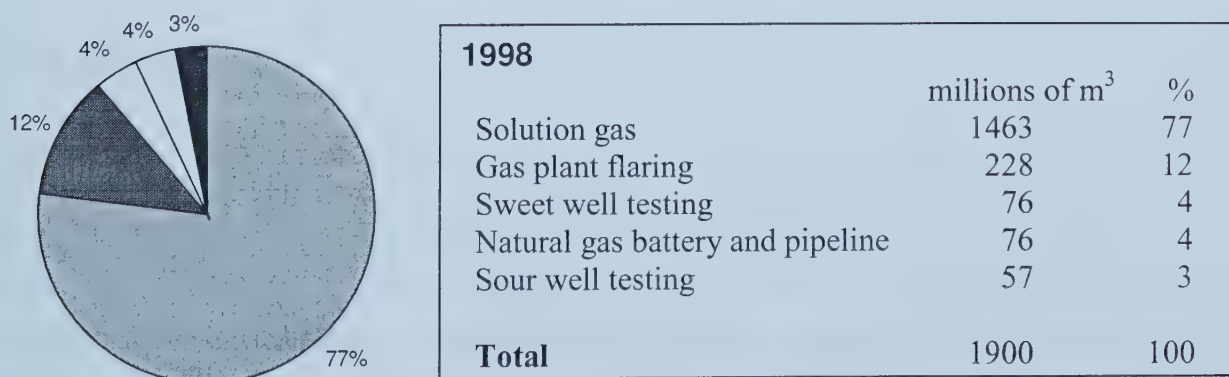 4% 4% 3%
12%
77%
1998
millions of m³ %
Solution gas 1463 77
Gas plant flaring 228 12
Sweet well testing 76 4
Natural gas battery and pipeline 76 4
Sour well testing 57 3
Total 1900 100